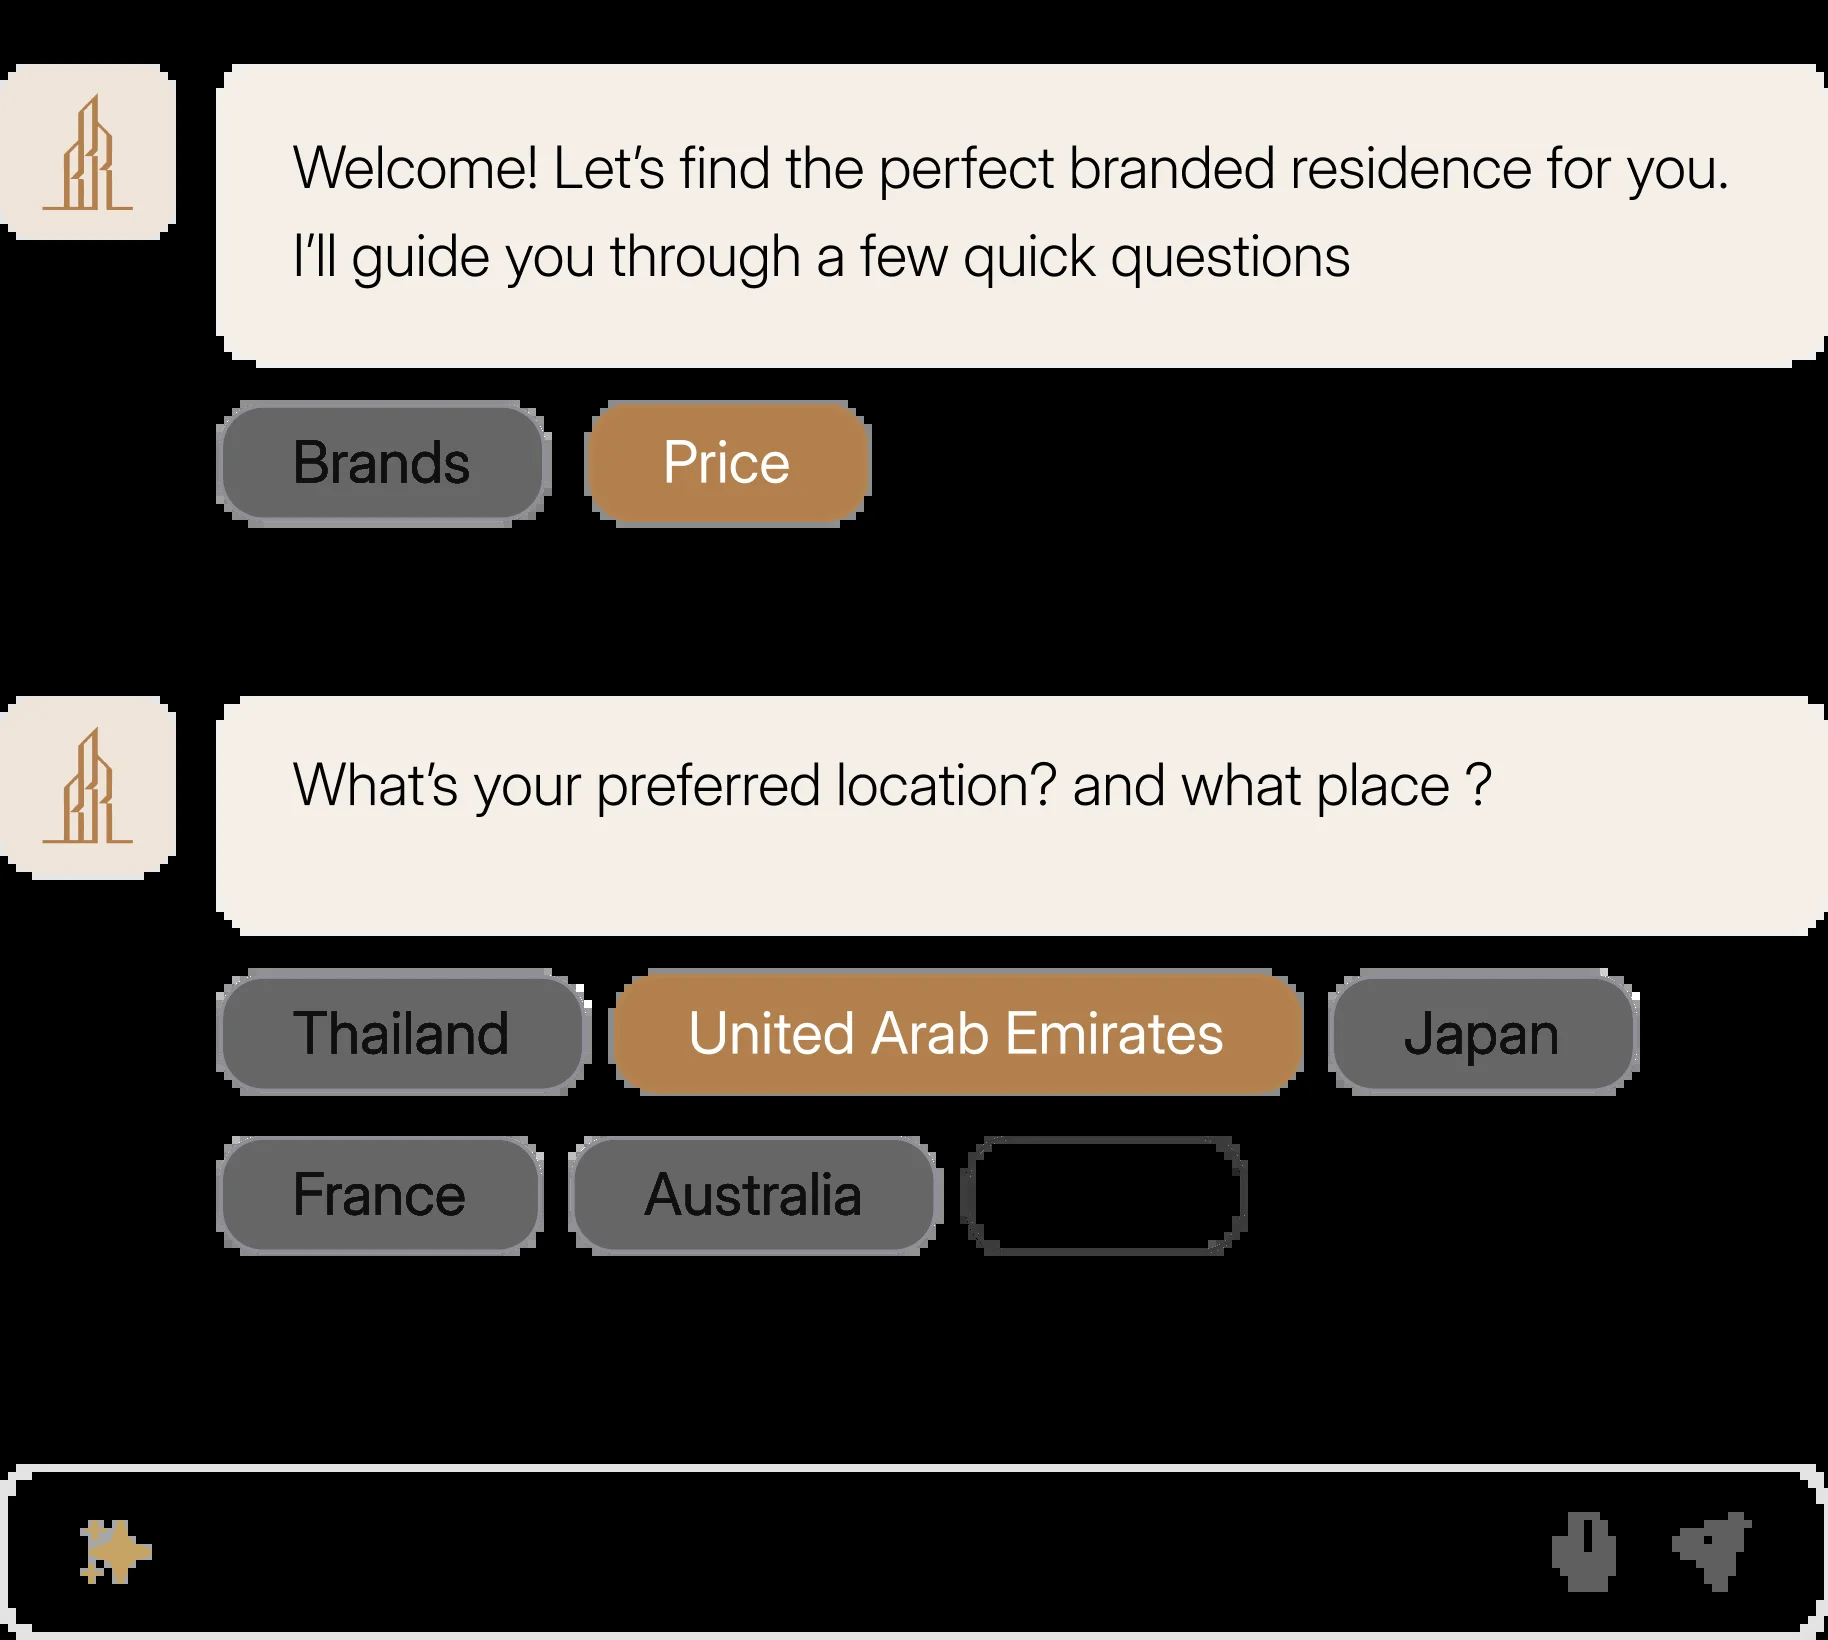 Welcome! Let's find the perfect branded residence for you.
I'll guide you through a few quick questions
Brands
Price
What's your preferred location? and what place ?
Thailand
United Arab Emirates
Japan
France
Australia